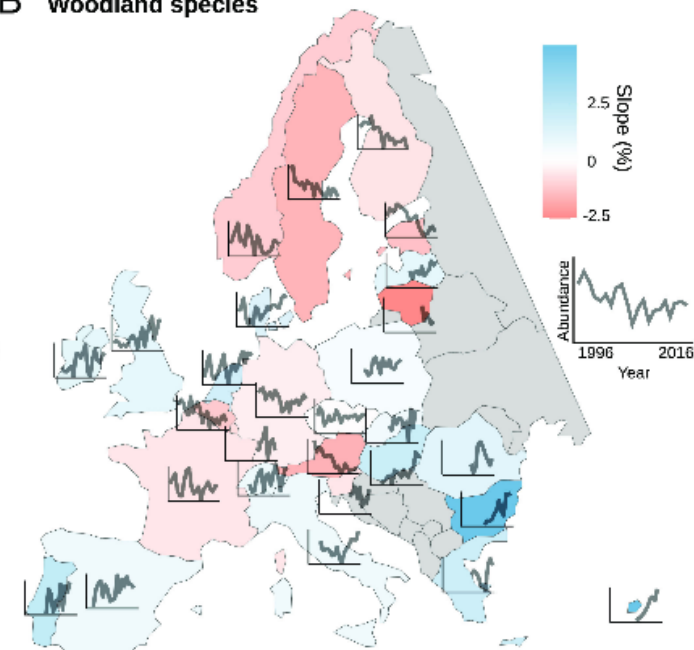 B Woodland species
2.5
0
-2.5
Slope (%)
Abundance
1996 2016
Year